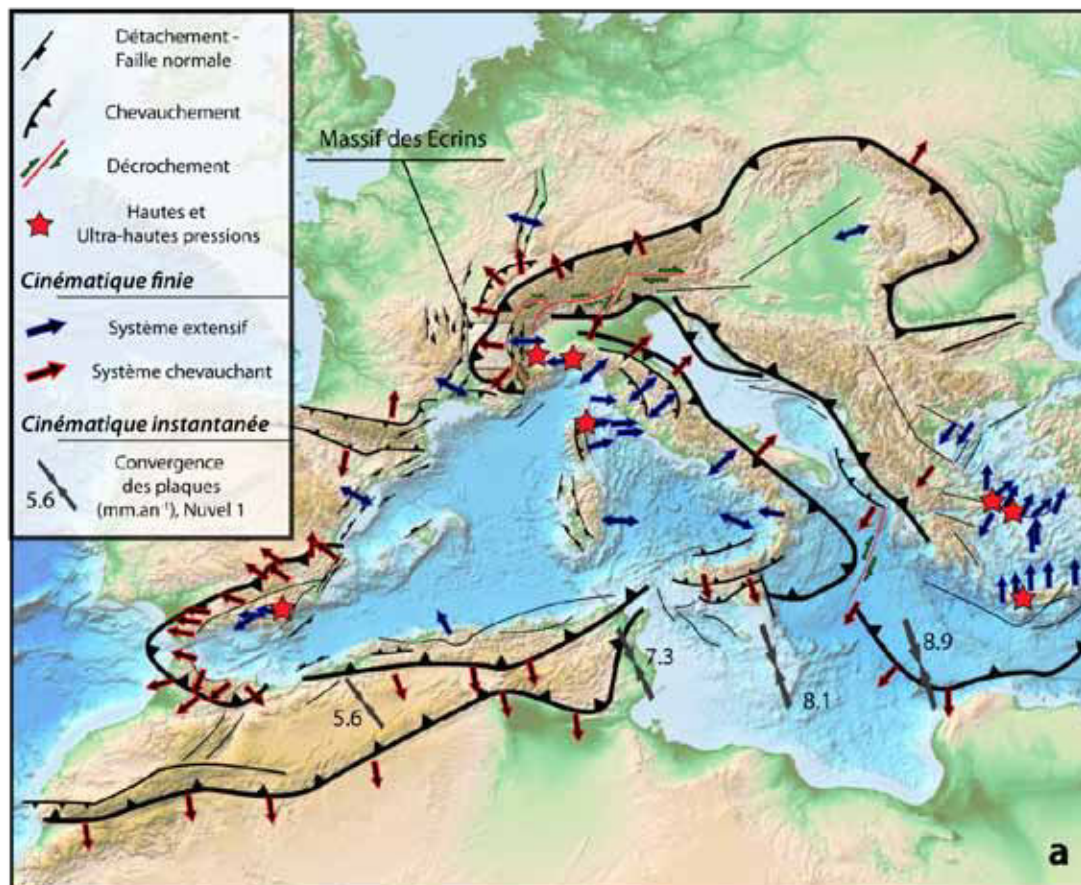 Détachement -
Faille normale
Chevauchement
Décrochement
Hautes et
Ultra-hautes pressions
Cinématique finie
Système extensif
Système chevauchant
Cinématique instantanée
Convergence
des plaques
5.6
(mm.an⁻¹), Nuvel 1
Massif des Ecrins
7.3
8.9
8.1
5.6
a